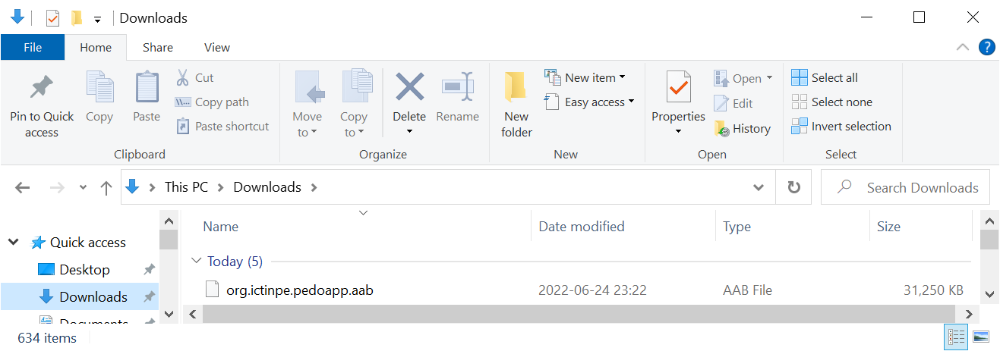 Downloads
File Home Share View
?
Pin to Quick access
Copy
Paste
Cut
Copy path
Paste shortcut
Clipboard
Move to
Copy to
Delete
Rename
Organize
New folder
New item
Easy access
New
Properties
Open
Edit
History
Open
Select all
Select none
Invert selection
Select
This PC > Downloads >
Search Downloads
Quick access
Desktop
Downloads
Documents
Name Date modified Type Size
Today (5)
org.ictinpe.pedoapp.aab 2022-06-24 23:22 AAB File 31,250 KB
634 items